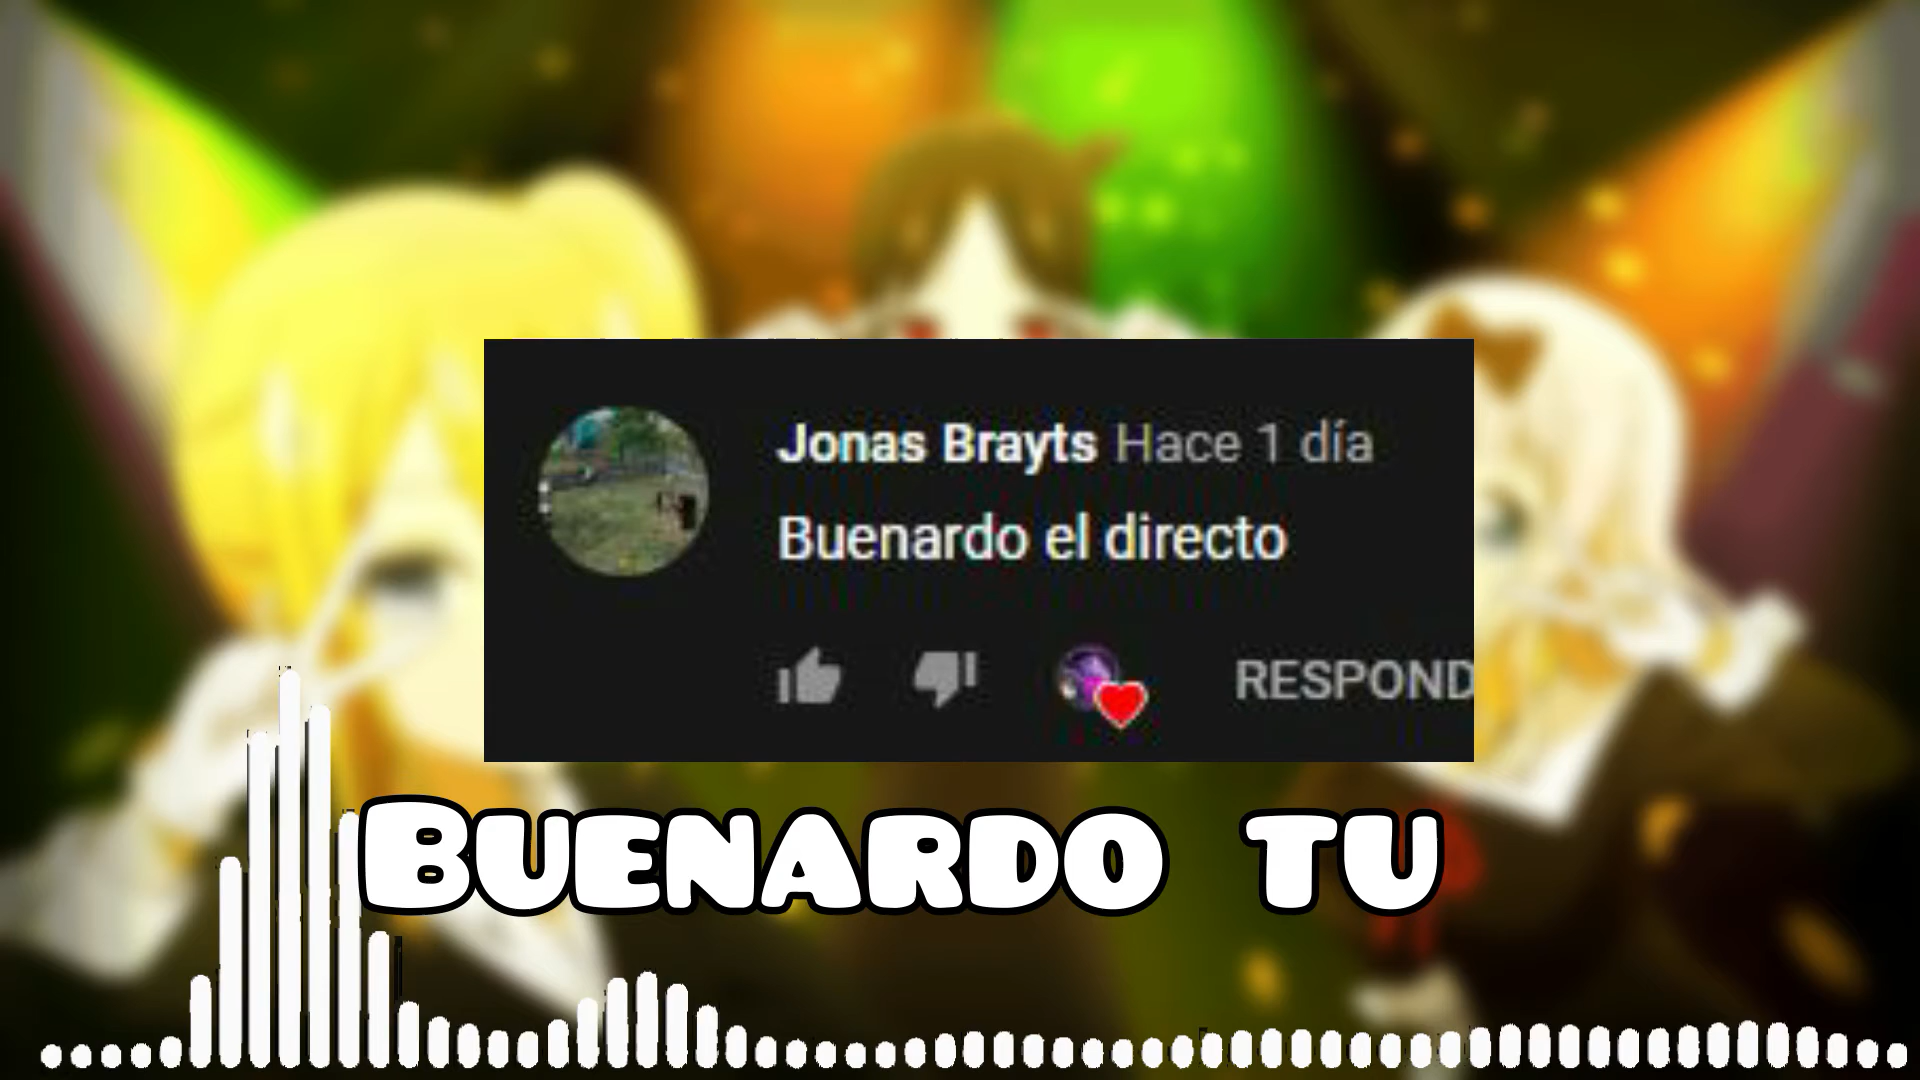 Jonas Brayts Hace 1 día
Buenardo el directo
RESPOND
BUENARDO TU